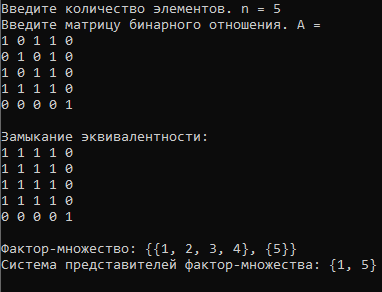 Введите количество элементов. n = 5
Введите матрицу бинарного отношения. A =
1 0 1 1 0
0 1 0 1 0
1 0 1 1 0
1 1 1 1 0
0 0 0 0 1
Замыкание эквивалентности:
1 1 1 1 0
1 1 1 1 0
1 1 1 1 0
1 1 1 1 0
0 0 0 0 1
Фактор-множество: {{1, 2, 3, 4}, {5}}
Система представителей фактор-множества: {1, 5}